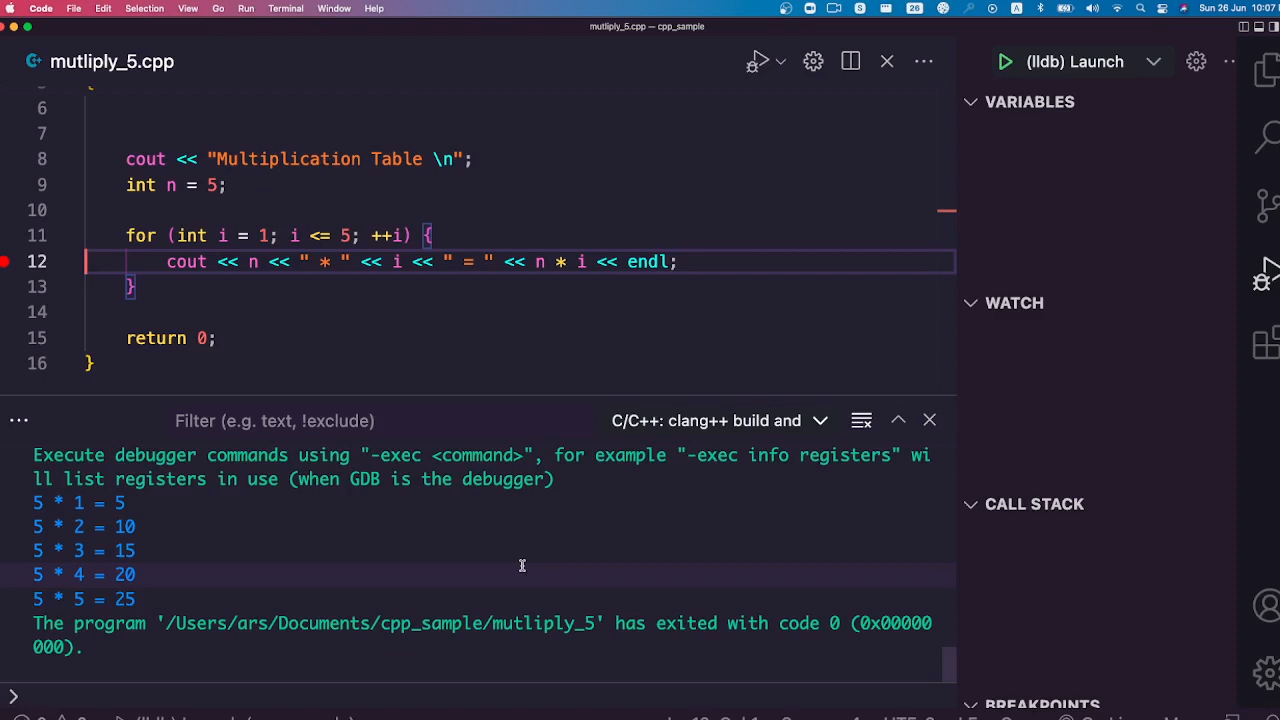 Code File Edit Selection View Go Run Terminal Window Help 26 A Sun 26 Jun 10:07
mutliply_5.cpp — cpp_sample
mutliply_5.cpp
(lldb) Launch
VARIABLES
{
6
7
8 cout << "Multiplication Table \n";
9 int n = 5;
10
11 for (int i = 1; i <= 5; ++i) {
12 cout << n << " * " << i << " = " << n * i << endl;
13 }
14
15 return 0;
16 }
WATCH
Filter (e.g. text, !exclude) C/C++: clang++ build and
Execute debugger commands using "-exec <command>", for example "-exec info registers" wi
ll list registers in use (when GDB is the debugger)
5 * 1 = 5
5 * 2 = 10
5 * 3 = 15
5 * 4 = 20
5 * 5 = 25
The program '/Users/ars/Documents/cpp_sample/mutliply_5' has exited with code 0 (0x00000
000).
>
CALL STACK
BREAKPOINTS